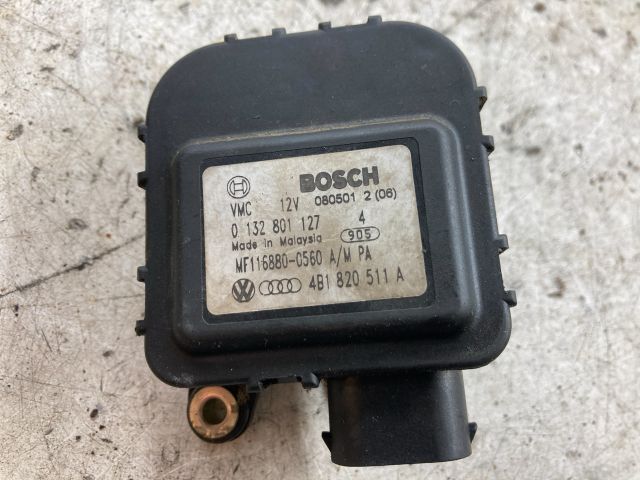 BOSCH
VMC 12V 080501 2 (06)
0 132 801 127 4
Made in Malaysia 905
MF116880-0560 A/M PA
4B1 820 511 A